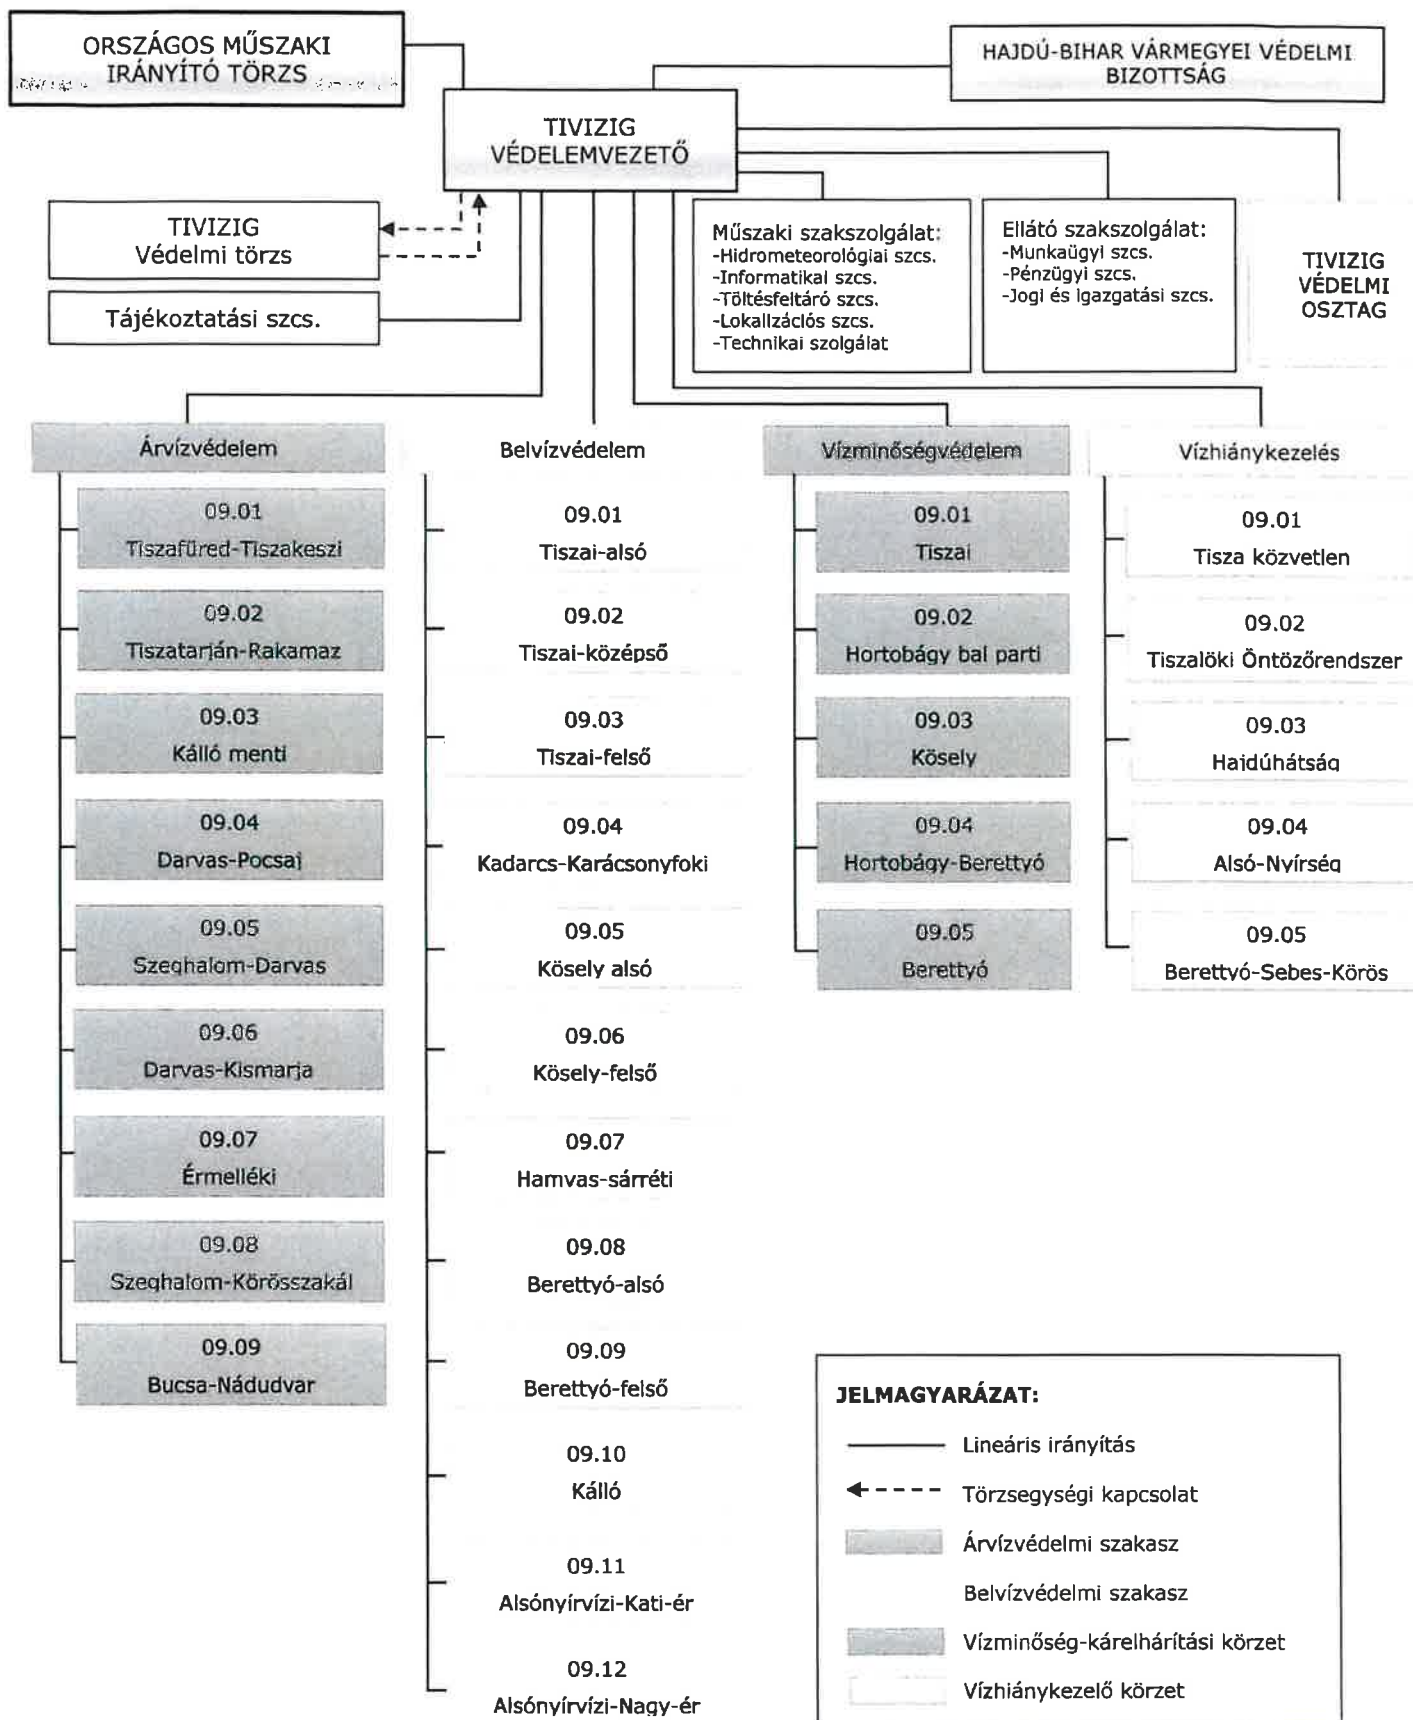 ORSZÁGOS MŰSZAKI
IRÁNYÍTÓ TÖRZS
HAJDÚ-BIHAR VÁRMEGYEI VÉDELMI
BIZOTTSÁG
TIVIZIG
VÉDELEMVEZETŐ
TIVIZIG
Védelmi törzs
Tájékoztatási szcs.
Műszaki szakszolgálat:
-Hidrometeorológiai szcs.
-Informatikai szcs.
-Töltésfeltáró szcs.
-Lokalizációs szcs.
-Technikai szolgálat
Ellátó szakszolgálat:
-Munkaügyi szcs.
-Pénzügyi szcs.
-Jogi és igazgatási szcs.
TIVIZIG
VÉDELMI
OSZTAG
Árvízvédelem
09.01
Tiszafüred-Tiszakeszi
09.02
Tiszatarján-Rakamaz
09.03
Kálló menti
09.04
Darvas-Pocsaj
09.05
Szeghalom-Darvas
09.06
Darvas-Kismarja
09.07
Érmelléki
09.08
Szeghalom-Körösszakál
09.09
Bucsa-Nádudvar
Belvízvédelem
09.01
Tiszai-alsó
09.02
Tiszai-középső
09.03
Tiszai-felső
09.04
Kadarcs-Karácsonyfoki
09.05
Kösely alsó
09.06
Kösely-felső
09.07
Hamvas-sárréti
09.08
Berettyó-alsó
09.09
Berettyó-felső
09.10
Kálló
09.11
Alsónyírvízi-Kati-ér
09.12
Alsónyírvízi-Nagy-ér
Vízminőségvédelem
09.01
Tiszai
09.02
Hortobágy bal parti
09.03
Kösely
09.04
Hortobágy-Berettyó
09.05
Berettyó
Vízhiánykezelés
09.01
Tisza közvetlen
09.02
Tiszalöki Öntözőrendszer
09.03
Hajdúhátság
09.04
Alsó-Nyírség
09.05
Berettyó-Sebes-Körös
JELMAGYARÁZAT:
Lineáris irányítás
Törzsegységi kapcsolat
Árvízvédelmi szakasz
Belvízvédelmi szakasz
Vízminőség-kárelhárítási körzet
Vízhiánykezelő körzet